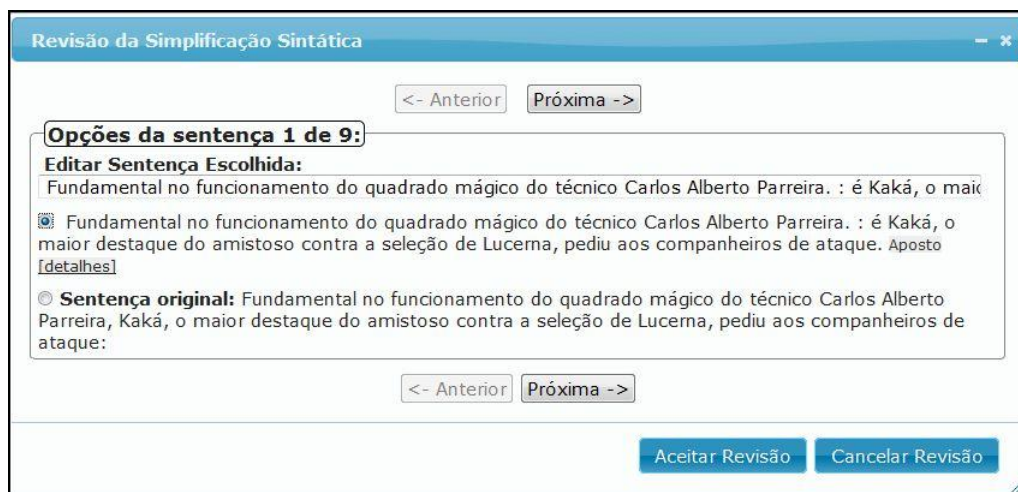 Revisão da Simplificação Sintática
<- Anterior Próxima ->
Opções da sentença 1 de 9:
Editar Sentença Escolhida:
Fundamental no funcionamento do quadrado mágico do técnico Carlos Alberto Parreira. : é Kaká, o maio
Fundamental no funcionamento do quadrado mágico do técnico Carlos Alberto Parreira. : é Kaká, o
maior destaque do amistoso contra a seleção de Lucerna, pediu aos companheiros de ataque. Aposto
[detalhes]
Sentença original: Fundamental no funcionamento do quadrado mágico do técnico Carlos Alberto
Parreira, Kaká, o maior destaque do amistoso contra a seleção de Lucerna, pediu aos companheiros de
ataque:
<- Anterior Próxima ->
Aceitar Revisão Cancelar Revisão